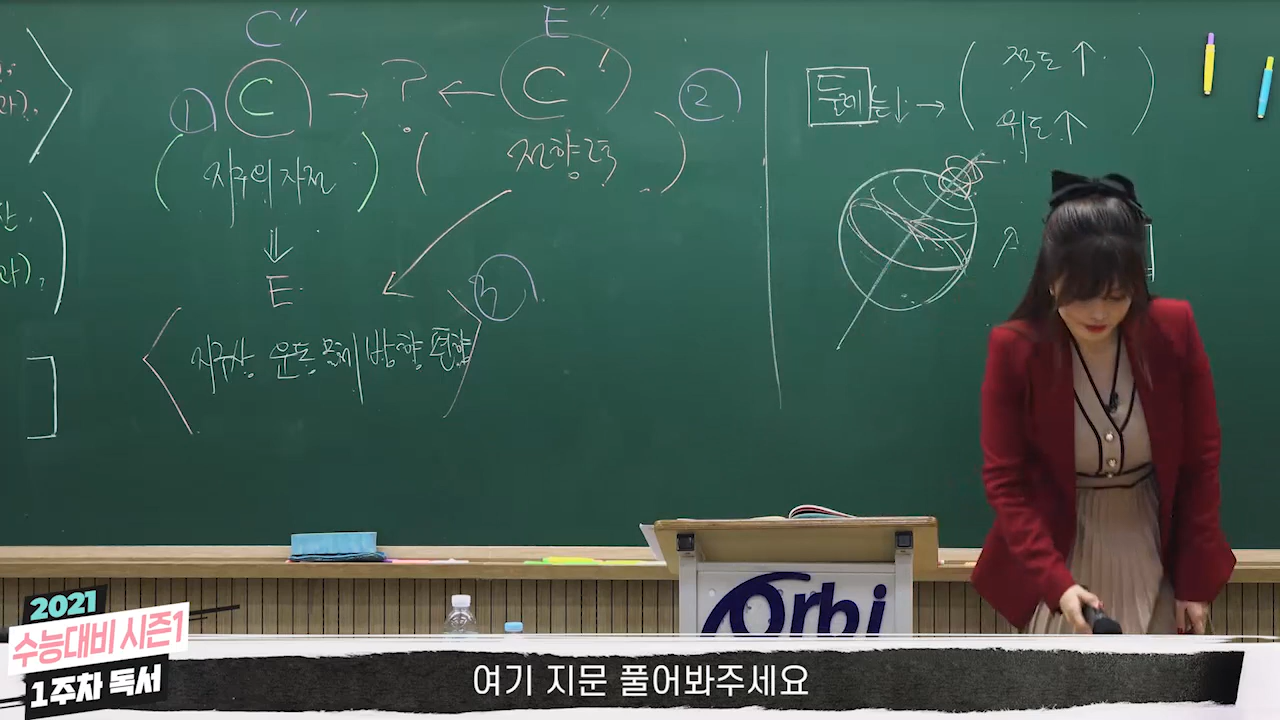 C"
E"
① C → ? ← C' ②
(지구의 자전) (전향력)
⇓
E
③
<지구상 운동 물체 방향 편향>
둘레는↓ → (적도↑
위도↑)
↑
Orbi
2021
수능대비 시즌1
1주차 독서
여기 지문 풀어봐주세요